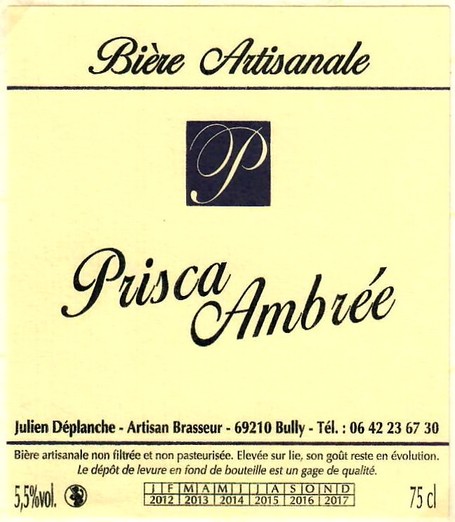 Bière Artisanale
P
Prisca
Ambrée
Julien Déplanche - Artisan Brasseur - 69210 Bully - Tél. : 06 42 23 67 30
Bière artisanale non filtrée et non pasteurisée. Elevée sur lie, son goût reste en évolution.
Le dépôt de levure en fond de bouteille est un gage de qualité.
5,5%vol.
J F M A M J J A S O N D
2012 2013 2014 2015 2016 2017
75 cl